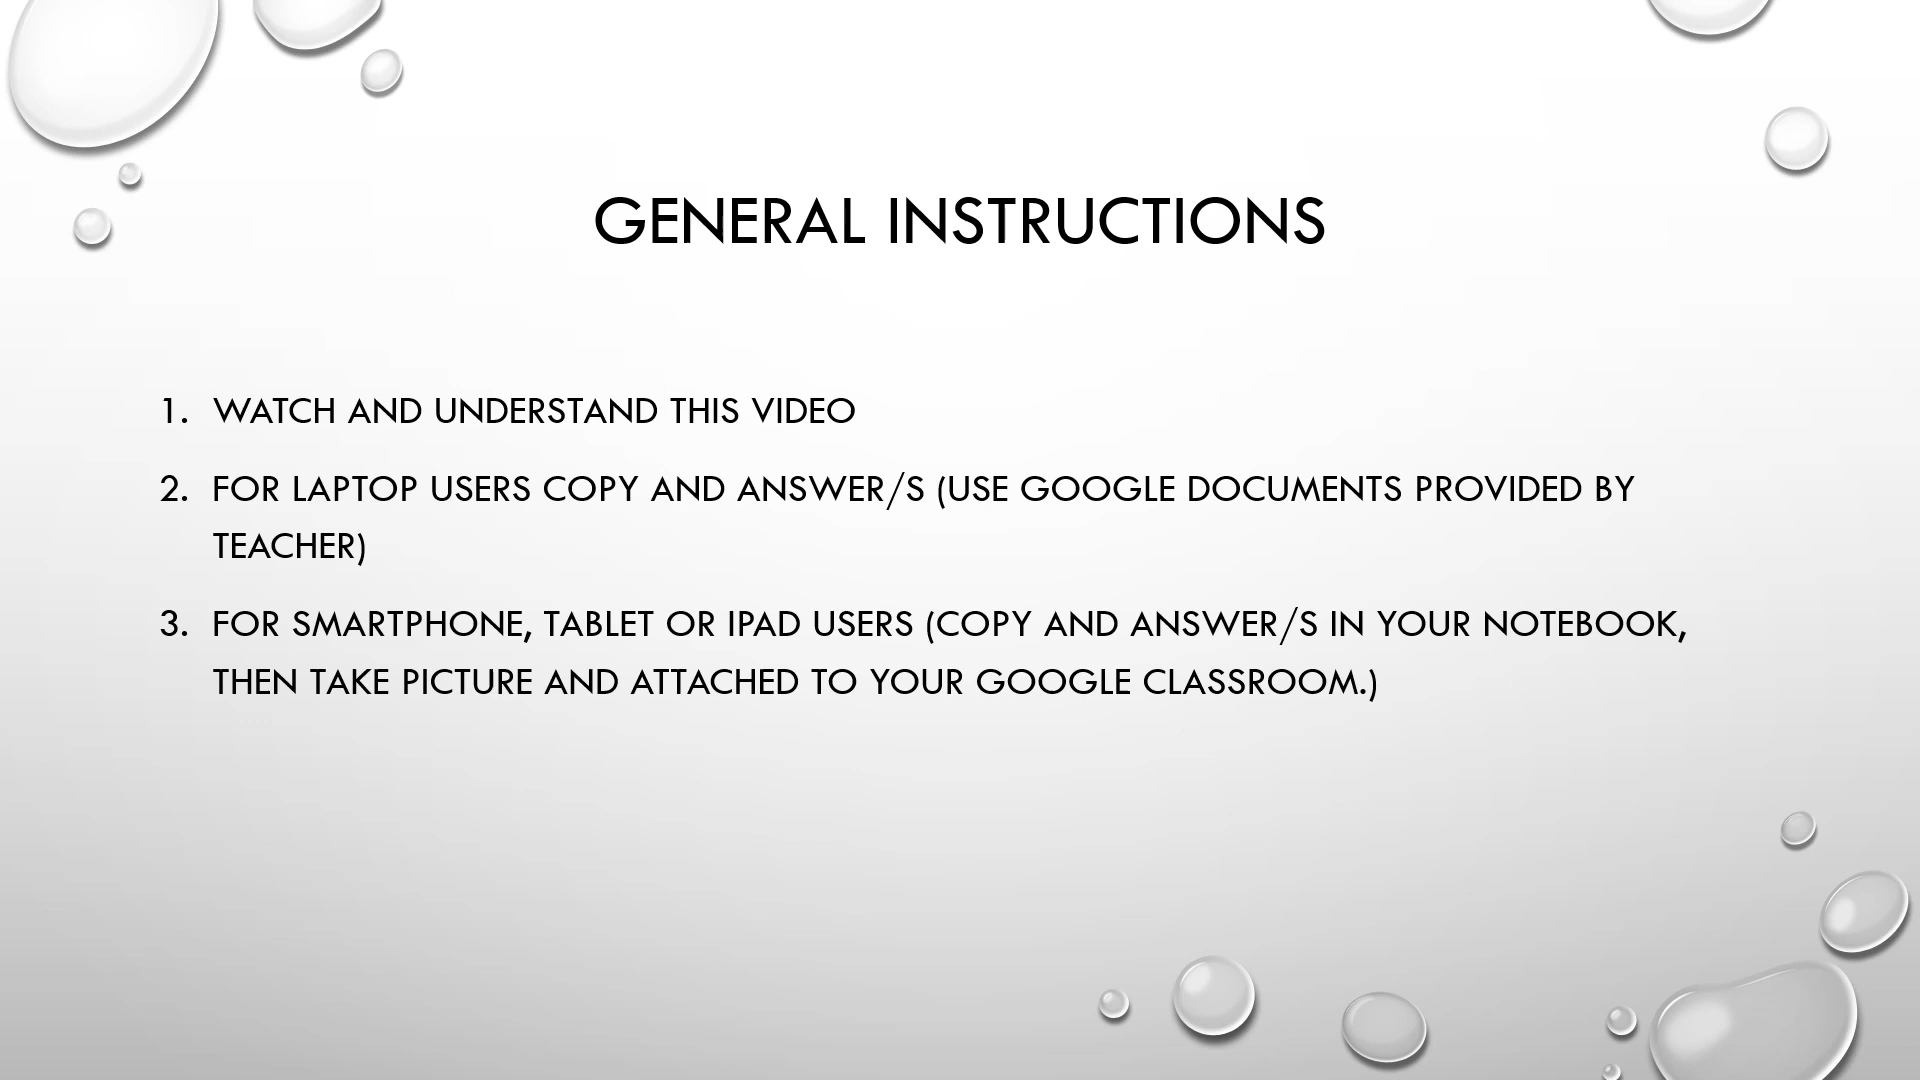 GENERAL INSTRUCTIONS
1. WATCH AND UNDERSTAND THIS VIDEO
2. FOR LAPTOP USERS COPY AND ANSWER/S (USE GOOGLE DOCUMENTS PROVIDED BY
TEACHER)
3. FOR SMARTPHONE, TABLET OR IPAD USERS (COPY AND ANSWER/S IN YOUR NOTEBOOK,
THEN TAKE PICTURE AND ATTACHED TO YOUR GOOGLE CLASSROOM.)